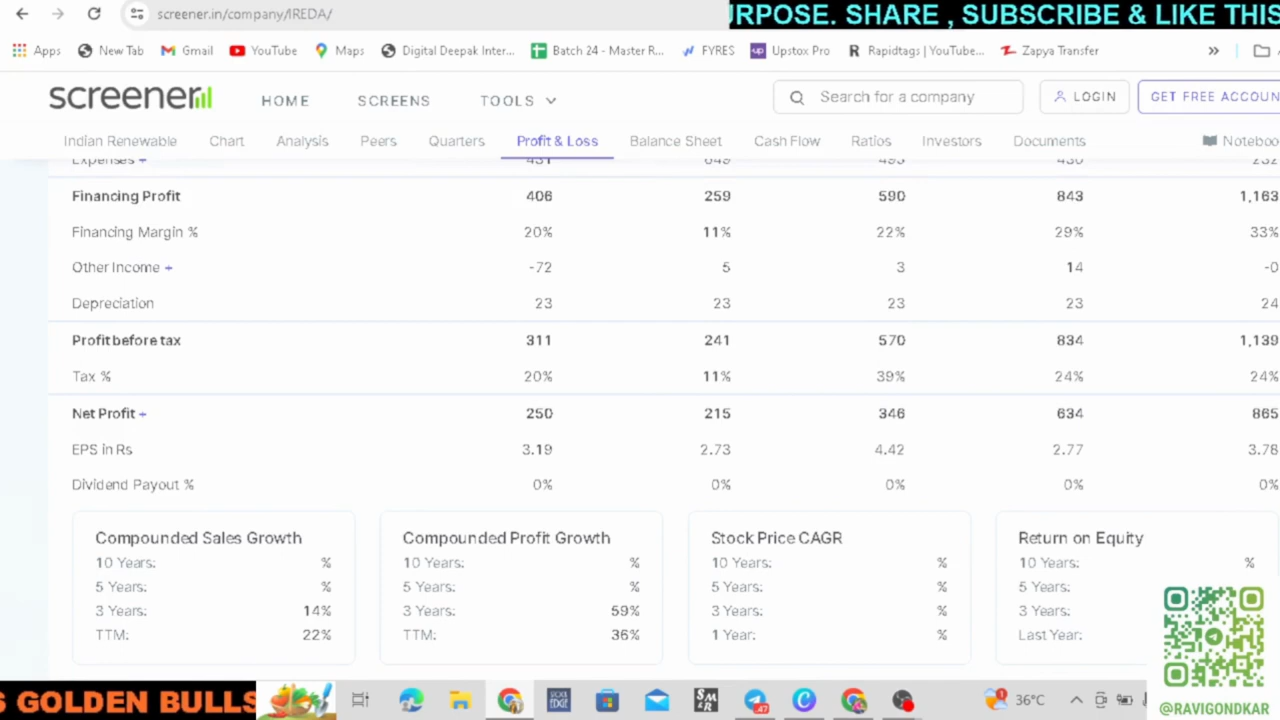 screener.in/company/IREDA/
URPOSE. SHARE , SUBSCRIBE & LIKE THIS
Apps New Tab Gmail YouTube Maps Digital Deepak Inter... Batch 24 - Master R... FYRES Upstox Pro Rapidtags | YouTube... Zapya Transfer »
screener HOME SCREENS TOOLS Search for a company LOGIN GET FREE ACCOUN
Indian Renewable Chart Analysis Peers Quarters Profit & Loss Balance Sheet Cash Flow Ratios Investors Documents Noteboo
Expenses + 431 649 495 430 232
Financing Profit 406 259 590 843 1,163
Financing Margin % 20% 11% 22% 29% 33%
Other Income + -72 5 3 14 -0
Depreciation 23 23 23 23 24
Profit before tax 311 241 570 834 1,139
Tax % 20% 11% 39% 24% 24%
Net Profit + 250 215 346 634 865
EPS in Rs 3.19 2.73 4.42 2.77 3.78
Dividend Payout % 0% 0% 0% 0% 0%
Compounded Sales Growth
10 Years: %
5 Years: %
3 Years: 14%
TTM: 22%
Compounded Profit Growth
10 Years: %
5 Years: %
3 Years: 59%
TTM: 36%
Stock Price CAGR
10 Years: %
5 Years: %
3 Years: %
1 Year: %
Return on Equity
10 Years: %
5 Years:
3 Years:
Last Year:
S GOLDEN BULLS
36°C
@RAVIGONDKAR